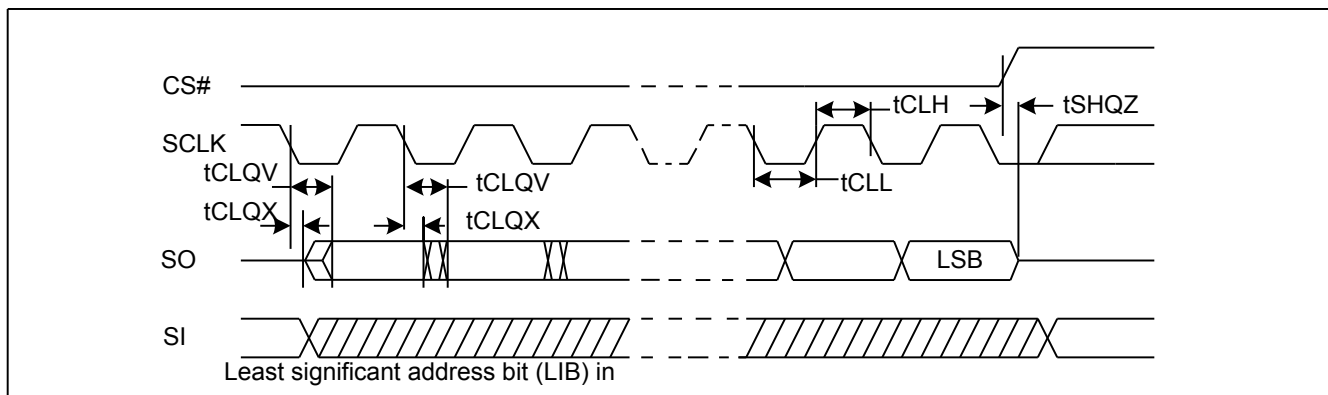 CS#
tCLH
tSHQZ
SCLK
tCLQV
tCLQV
tCLL
tCLQX
tCLQX
SO
LSB
SI
Least significant address bit (LIB) in